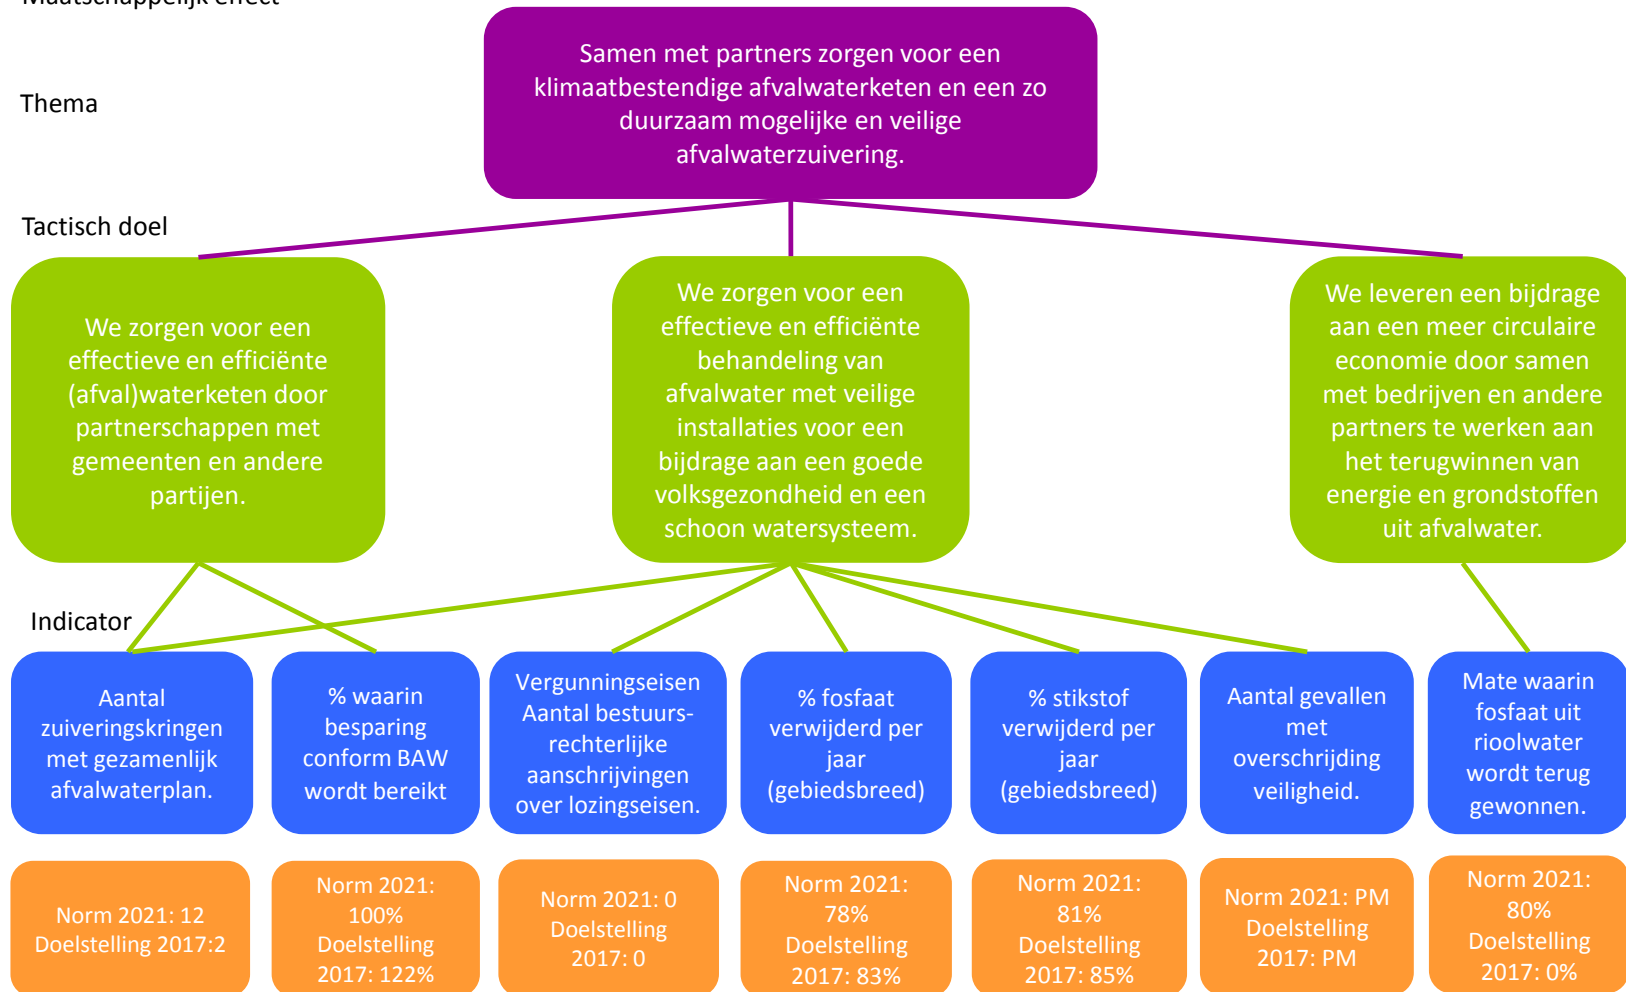 Maatschappelijk effect
Samen met partners zorgen voor een
klimaatbestendige afvalwaterketen en een zo
duurzaam mogelijke en veilige
afvalwaterzuivering.
Thema
Tactisch doel
We zorgen voor een
effectieve en efficiënte
(afval)waterketen door
partnerschappen met
gemeenten en andere
partijen.
We zorgen voor een
effectieve en efficiënte
behandeling van
afvalwater met veilige
installaties voor een
bijdrage aan een goede
volksgezondheid en een
schoon watersysteem.
We leveren een bijdrage
aan een meer circulaire
economie door samen
met bedrijven en andere
partners te werken aan
het terugwinnen van
energie en grondstoffen
uit afvalwater.
Indicator
Aantal
zuiveringskringen
met gezamenlijk
afvalwaterplan.
% waarin
besparing
conform BAW
wordt bereikt
Vergunningseisen
Aantal bestuurs-
rechterlijke
aanschrijvingen
over lozingseisen.
% fosfaat
verwijderd per
jaar
(gebiedsbreed)
% stikstof
verwijderd per
jaar
(gebiedsbreed)
Aantal gevallen
met
overschrijding
veiligheid.
Mate waarin
fosfaat uit
rioolwater
wordt terug
gewonnen.
Norm 2021: 12
Doelstelling 2017:2
Norm 2021:
100%
Doelstelling
2017: 122%
Norm 2021: 0
Doelstelling
2017: 0
Norm 2021:
78%
Doelstelling
2017: 83%
Norm 2021:
81%
Doelstelling
2017: 85%
Norm 2021: PM
Doelstelling
2017: PM
Norm 2021:
80%
Doelstelling
2017: 0%